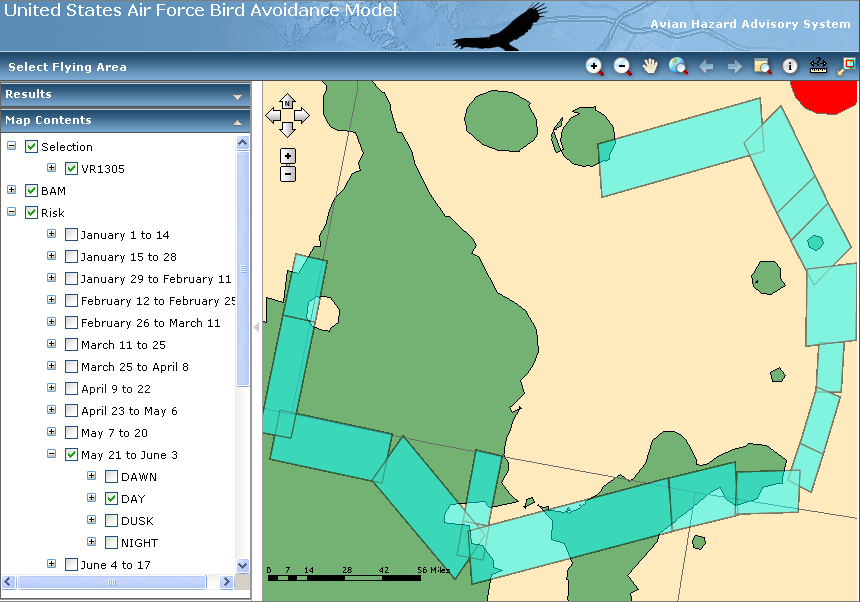 United States Air Force Bird Avoidance Model
Avian Hazard Advisory System
Select Flying Area
Results
Map Contents
Selection
VR1305
BAM
Risk
January 1 to 14
January 15 to 28
January 29 to February 11
February 12 to February 25
February 26 to March 11
March 11 to 25
March 25 to April 8
April 9 to 22
April 23 to May 6
May 7 to 20
May 21 to June 3
DAWN
DAY
DUSK
NIGHT
June 4 to 17
N
0 7 14 28 42 56 Miles